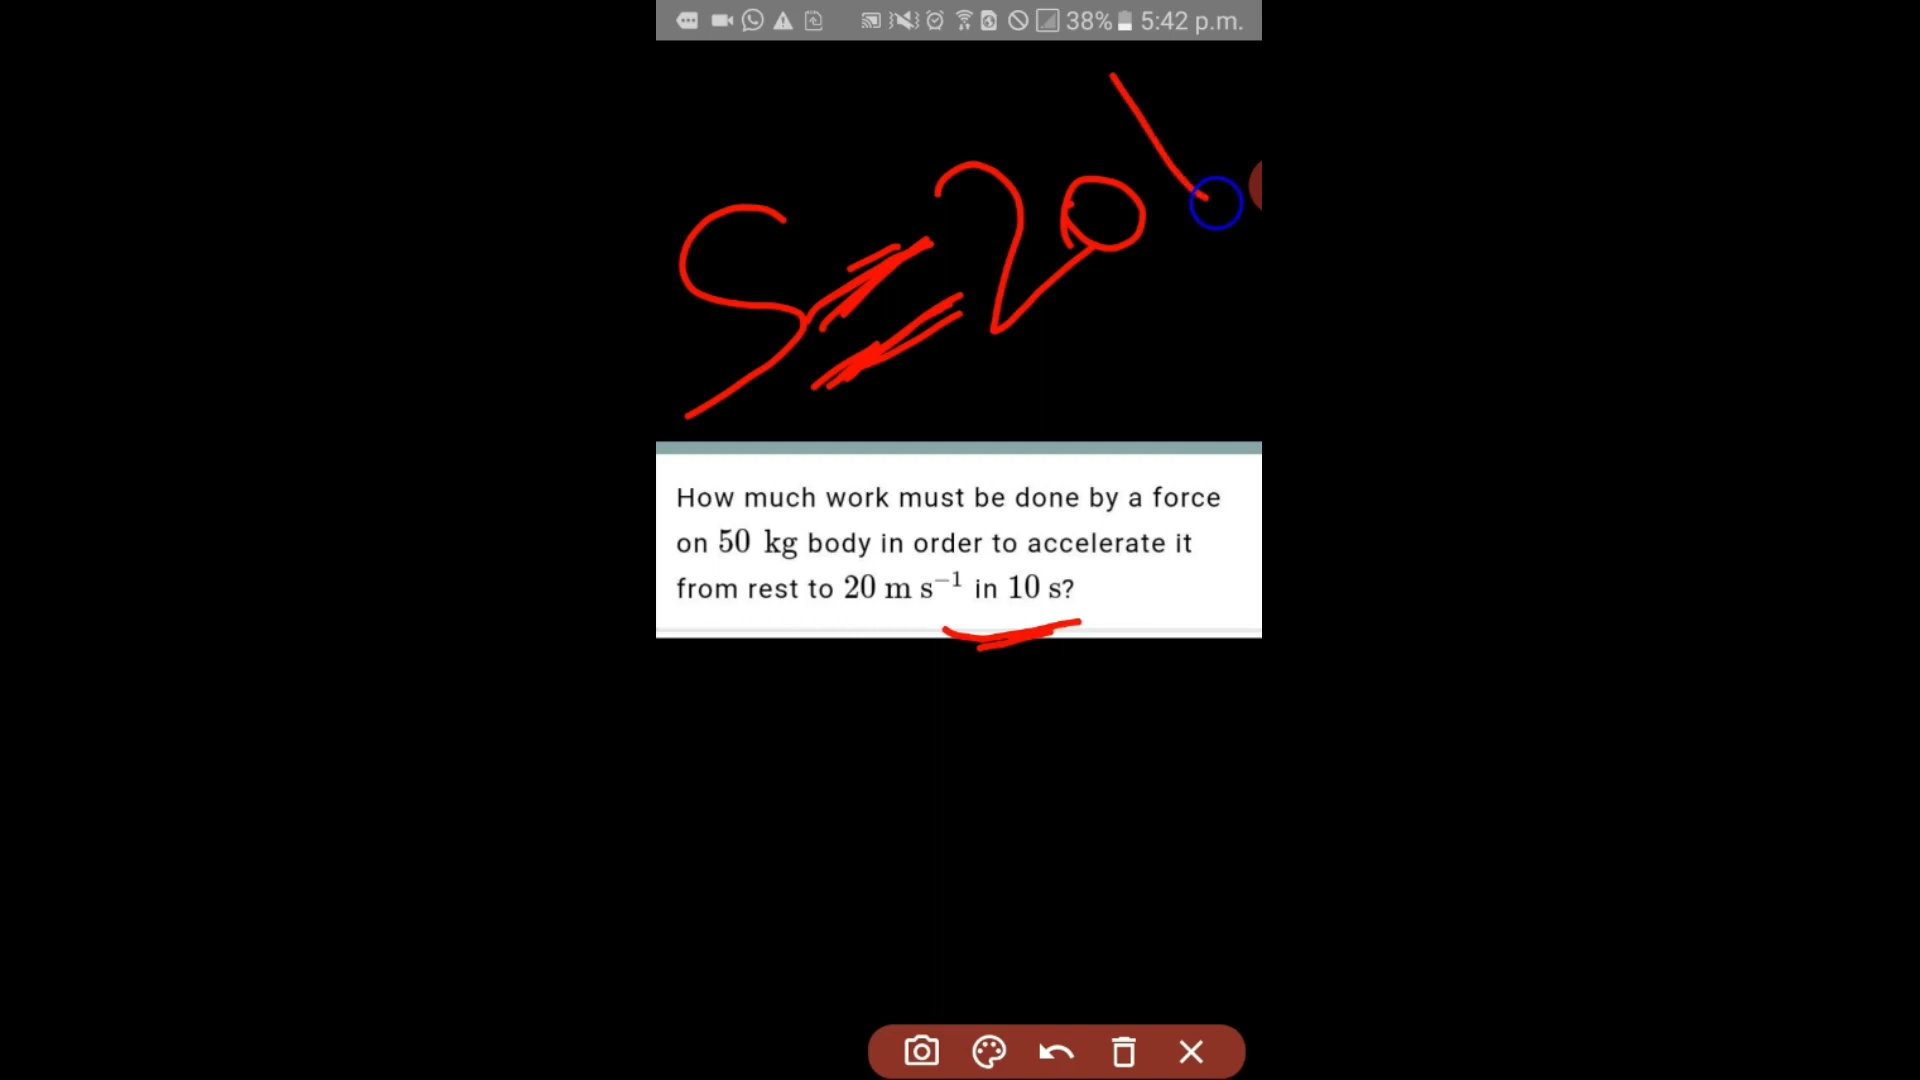 38% 5:42 p.m.
S = 20
How much work must be done by a force
on 50 kg body in order to accelerate it
from rest to 20 m s⁻¹ in 10 s?